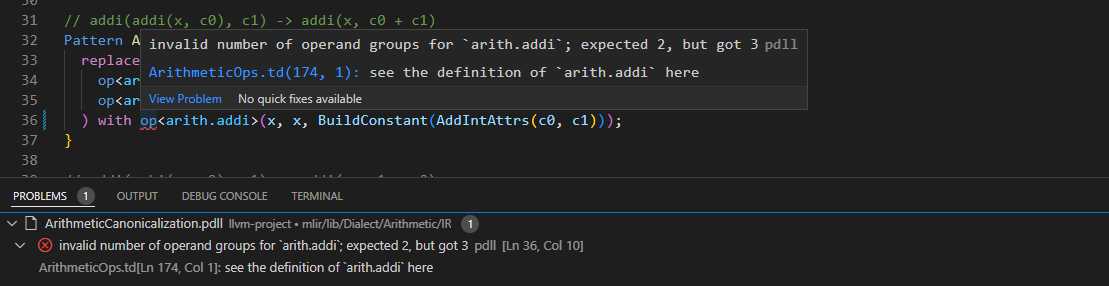 31 // addi(addi(x, c0), c1) -> addi(x, c0 + c1)
32 Pattern A
invalid number of operand groups for `arith.addi`; expected 2, but got 3 pdll
33 replace
ArithmeticOps.td(174, 1): see the definition of `arith.addi` here
34 op<ar
35 op<ar
View Problem No quick fixes available
36 ) with op<arith.addi>(x, x, BuildConstant(AddIntAttrs(c0, c1)));
37 }
38
PROBLEMS 1 OUTPUT DEBUG CONSOLE TERMINAL
ArithmeticCanonicalization.pdll llvm-project • mlir/lib/Dialect/Arithmetic/IR 1
invalid number of operand groups for `arith.addi`; expected 2, but got 3 pdll [Ln 36, Col 10]
ArithmeticOps.td[Ln 174, Col 1]: see the definition of `arith.addi` here